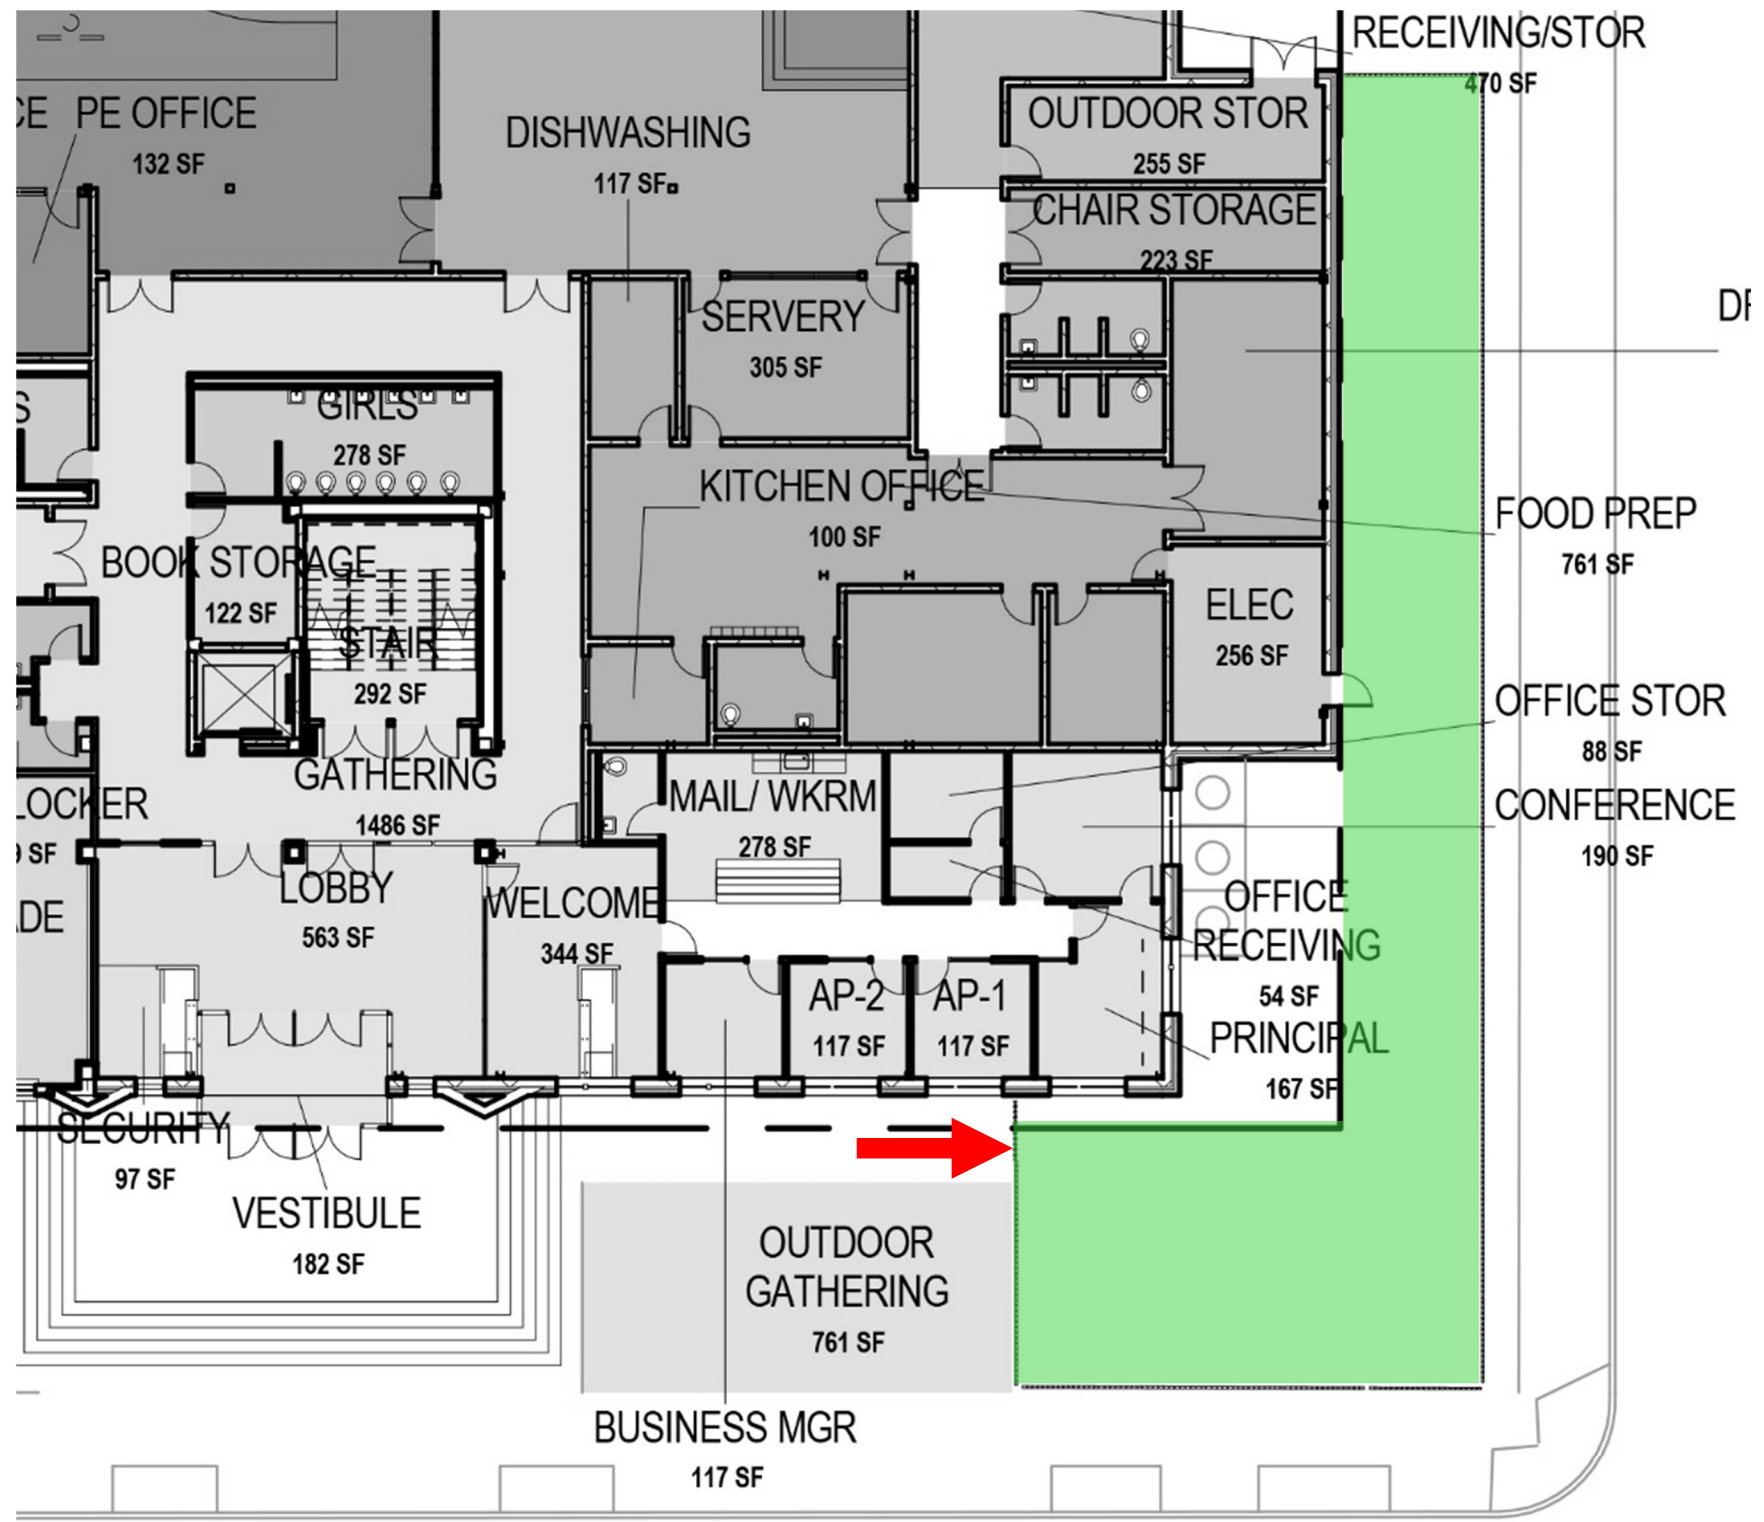 RECEIVING/STOR
470 SF
PE OFFICE
132 SF
DISHWASHING
117 SF
OUTDOOR STOR
255 SF
CHAIR STORAGE
223 SF
SERVERY
305 SF
GIRLS
278 SF
KITCHEN OFFICE
100 SF
FOOD PREP
761 SF
BOOK STORAGE
122 SF
STAIR
292 SF
ELEC
256 SF
OFFICE STOR
88 SF
GATHERING
1486 SF
MAIL/ WKRM
278 SF
CONFERENCE
190 SF
LOCKER
SF
LOBBY
563 SF
WELCOME
344 SF
OFFICE
RECEIVING
54 SF
AP-2
117 SF
AP-1
117 SF
PRINCIPAL
167 SF
SECURITY
97 SF
VESTIBULE
182 SF
OUTDOOR
GATHERING
761 SF
BUSINESS MGR
117 SF